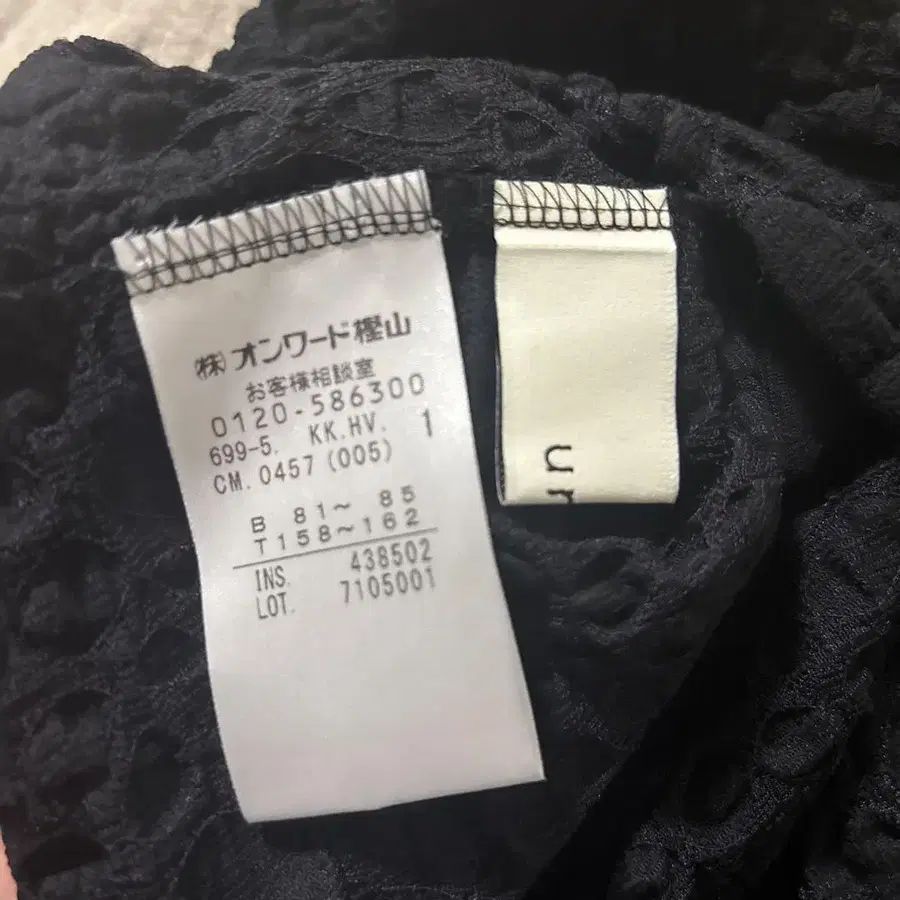 ㈱オンワード樫山
お客様相談室
0120-586300
699-5. KK.HV. 1
CM.0457 (005)
B 81~ 85
T158~162
INS. 438502
LOT. 7105001
un